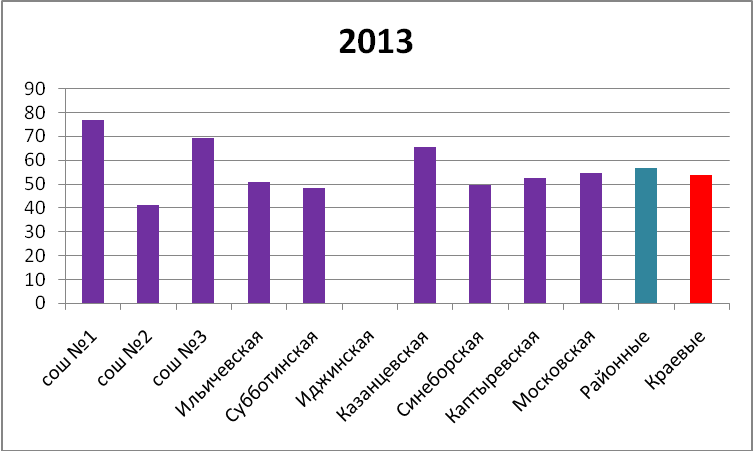 2013
90
80
70
60
50
40
30
20
10
0
сош №1
сош №2
сош №3
Ильичевская
Субботинская
Иджинская
Казанцевская
Синеборская
Каптыревская
Московская
Районные
Краевые